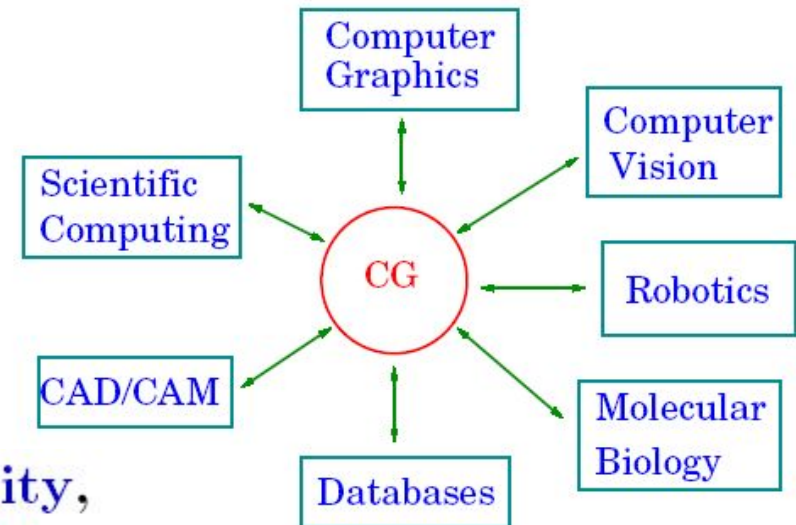 Computer
Graphics
Computer
Vision
Scientific
Computing
CG
Robotics
CAD/CAM
Molecular
Biology
ity,
Databases